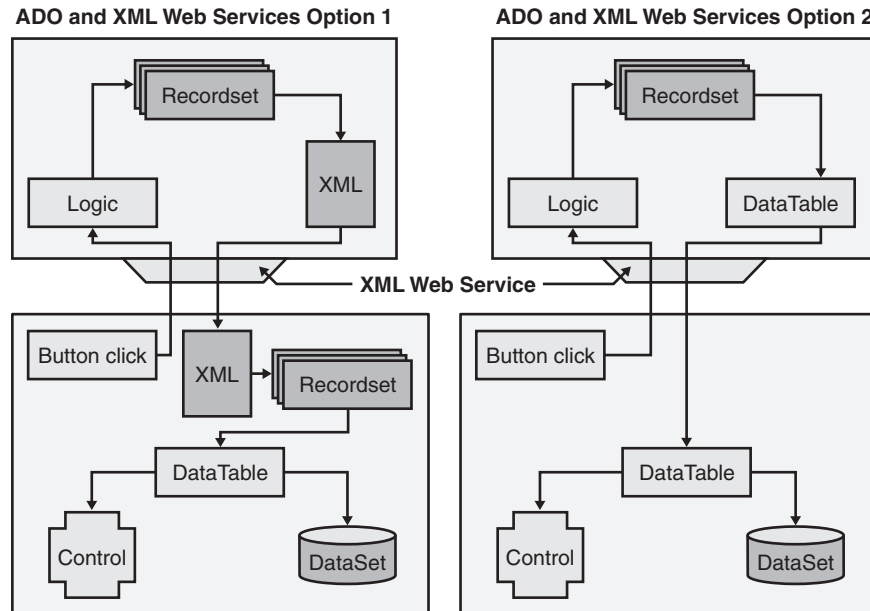 ADO and XML Web Services Option 1
Recordset
XML
Logic
Button click
XML
Recordset
DataTable
Control
DataSet
XML Web Service
ADO and XML Web Services Option 2
Recordset
Logic
DataTable
Button click
DataTable
Control
DataSet